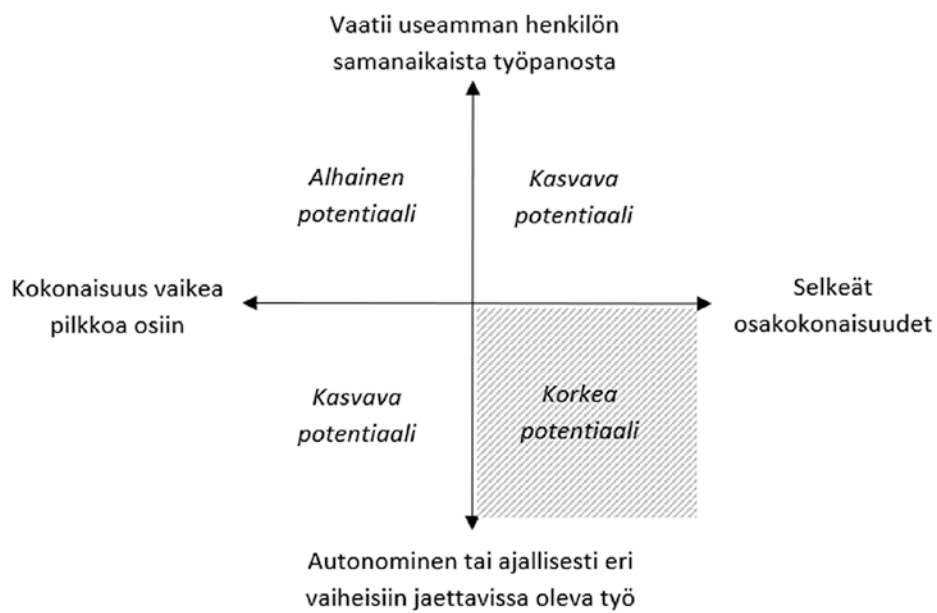 Vaatii useamman henkilön
samanaikaista työpanosta
Alhainen
potentiaali
Kasvava
potentiaali
Kokonaisuus vaikea
pilkkoa osiin
Selkeät
osakokonaisuudet
Kasvava
potentiaali
Korkea
potentiaali
Autonominen tai ajallisesti eri
vaiheisiin jaettavissa oleva työ